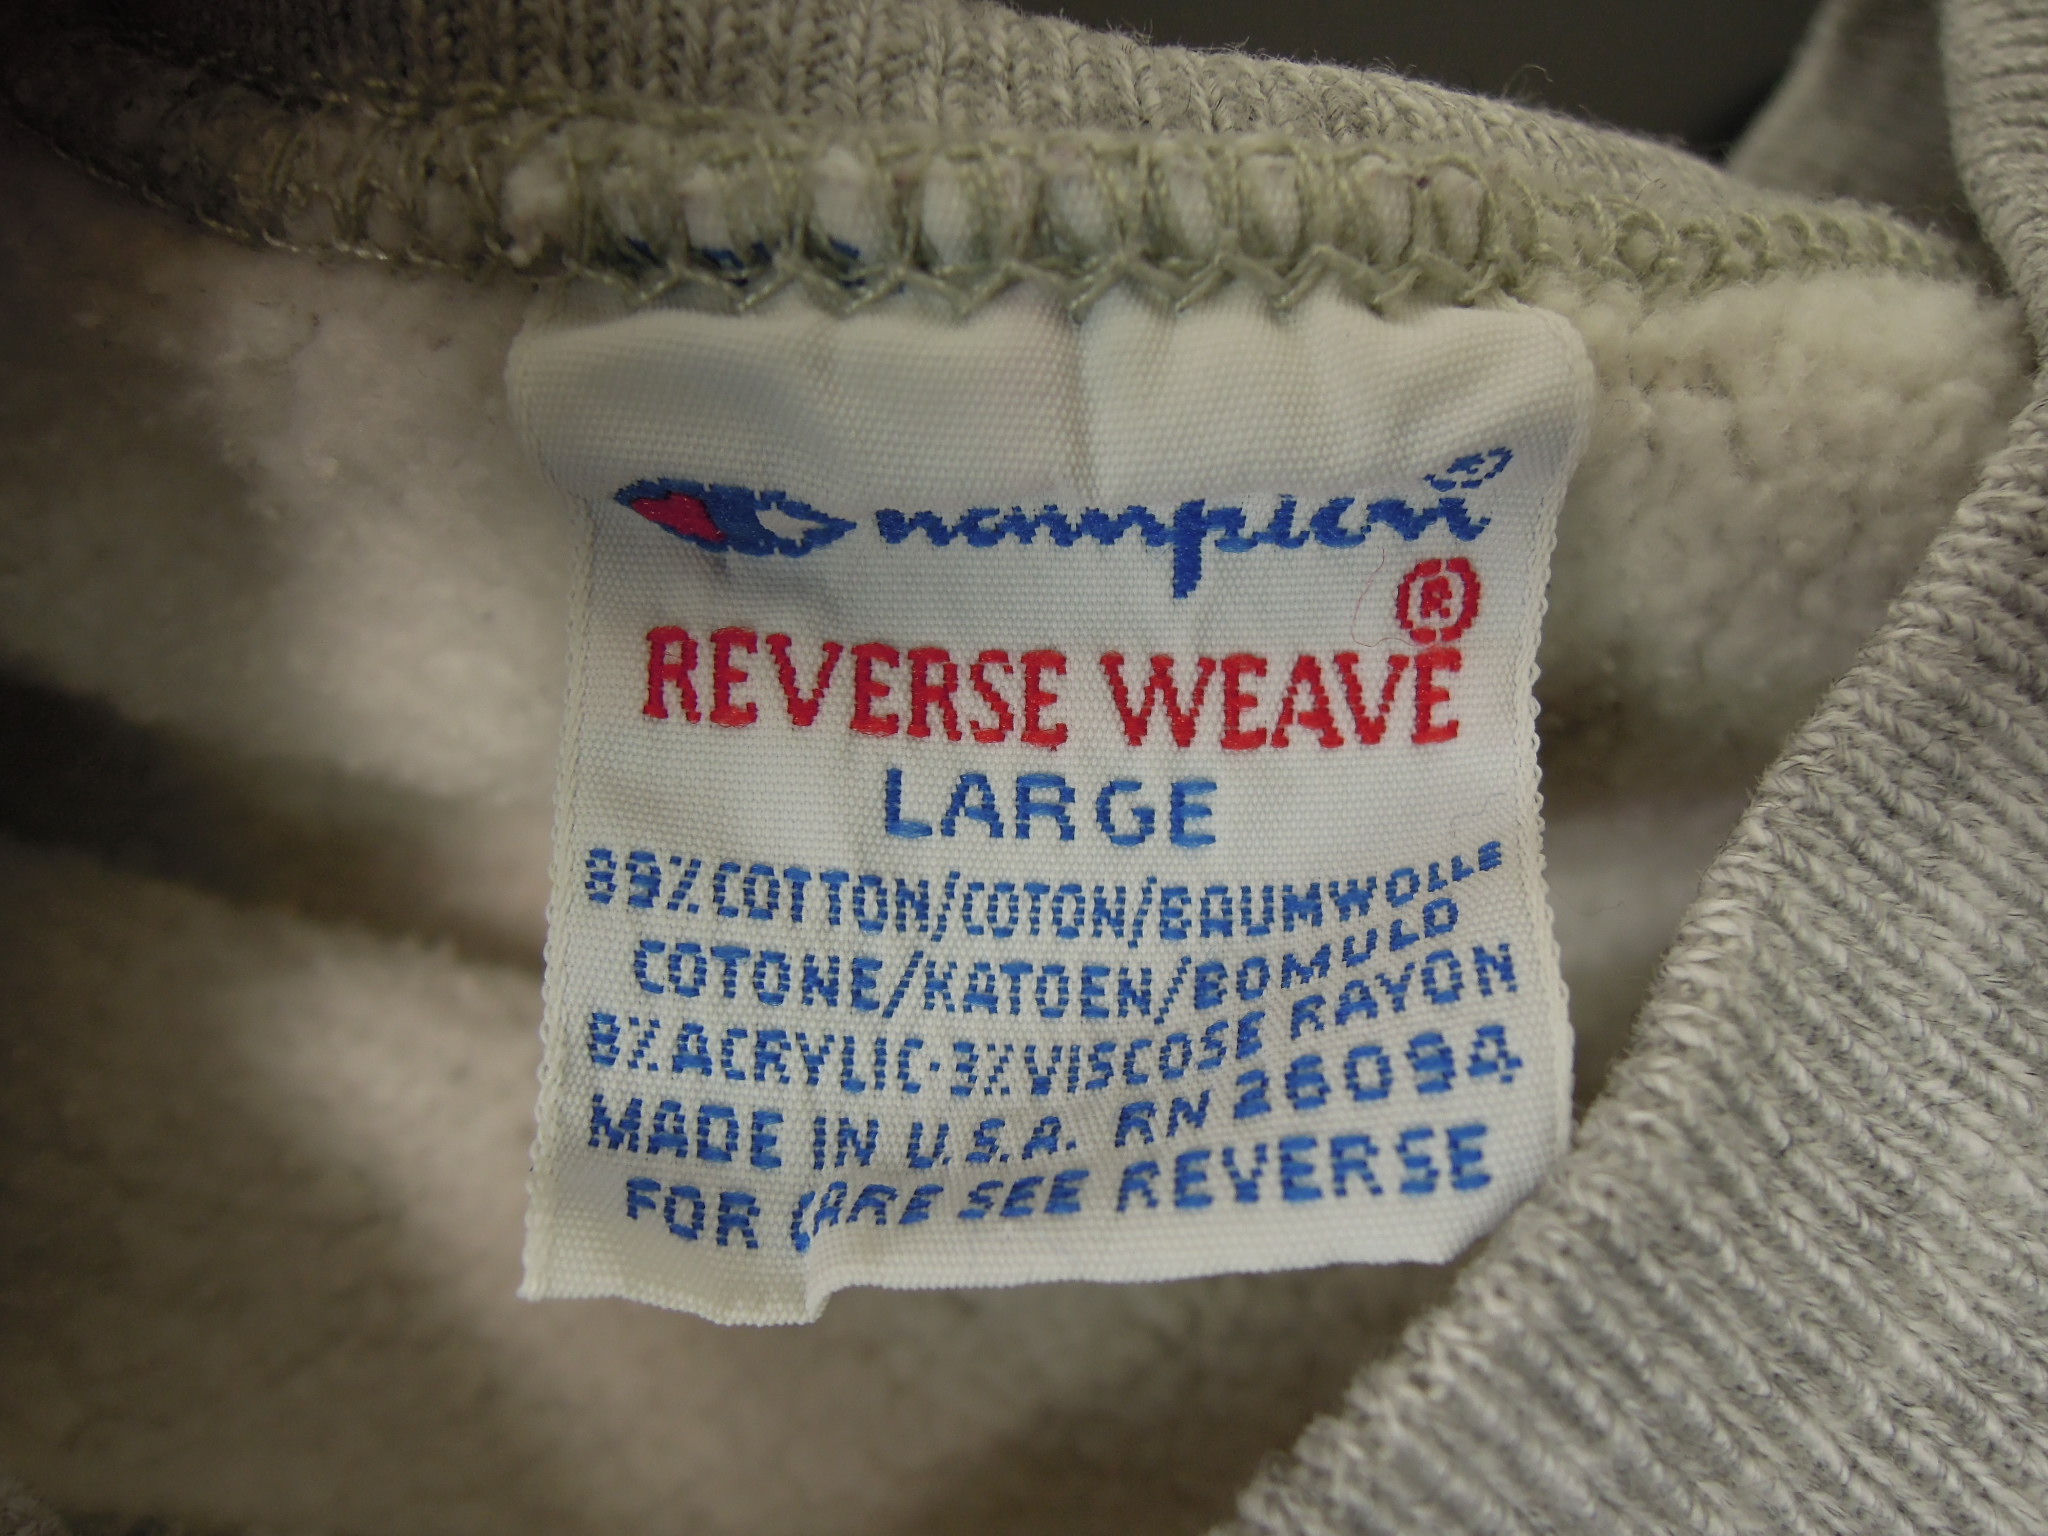 Champion®
®
REVERSE WEAVE
LARGE
89%COTTON/COTON/BAUMWOLLE
COTONE/KATOEN/BOMULD
8%ACRYLIC·3%VISCOSE RAYON
MADE IN U.S.A. RN 26094
FOR CARE SEE REVERSE